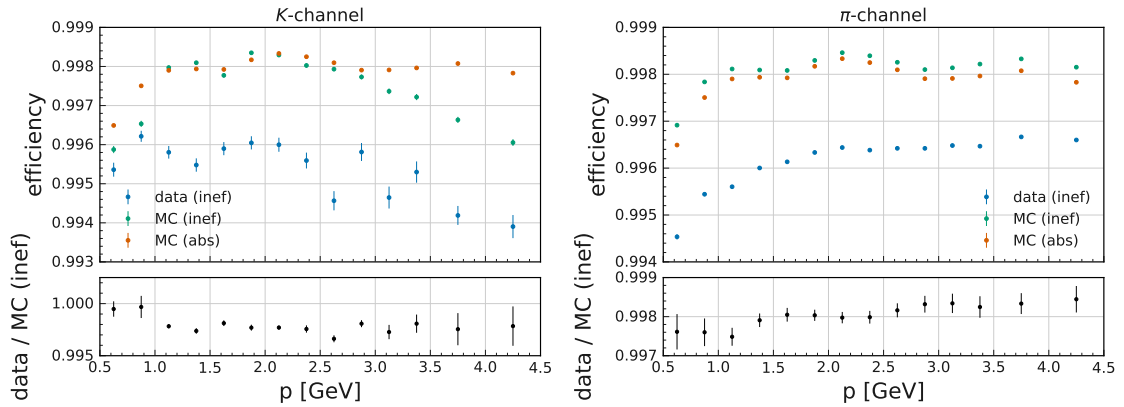 K-channel
efficiency
0.999
0.998
0.997
0.996
0.995
0.994
0.993
data (inef)
MC (inef)
MC (abs)
data / MC (inef)
1.000
0.995
0.5 1.0 1.5 2.0 2.5 3.0 3.5 4.0 4.5
p [GeV]
π-channel
efficiency
0.999
0.998
0.997
0.996
0.995
0.994
data (inef)
MC (inef)
MC (abs)
data / MC (inef)
0.999
0.998
0.997
0.5 1.0 1.5 2.0 2.5 3.0 3.5 4.0 4.5
p [GeV]